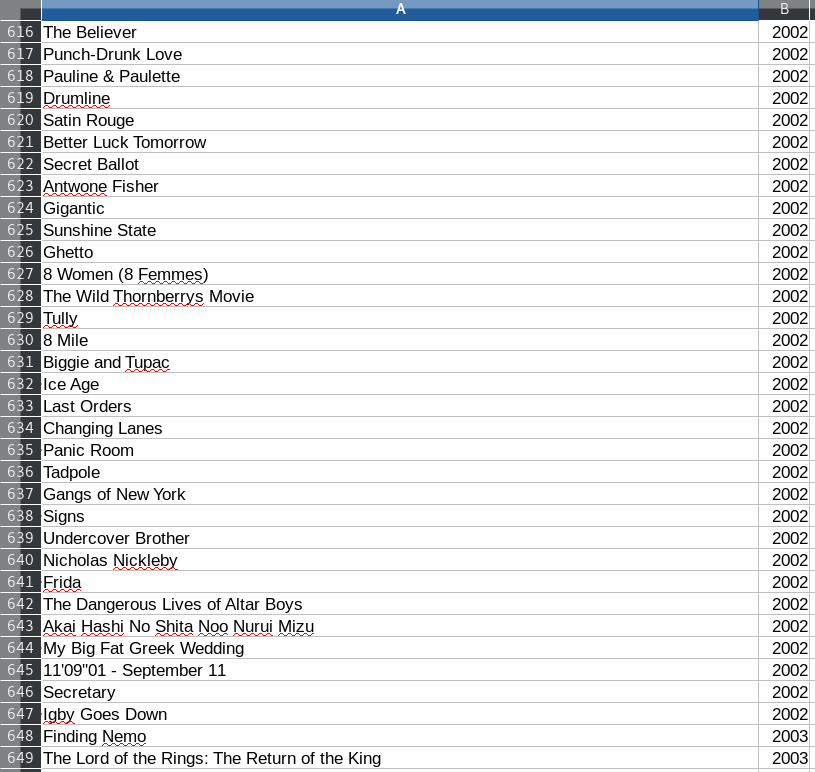 A B
616 The Believer 2002
617 Punch-Drunk Love 2002
618 Pauline & Paulette 2002
619 Drumline 2002
620 Satin Rouge 2002
621 Better Luck Tomorrow 2002
622 Secret Ballot 2002
623 Antwone Fisher 2002
624 Gigantic 2002
625 Sunshine State 2002
626 Ghetto 2002
627 8 Women (8 Femmes) 2002
628 The Wild Thornberrys Movie 2002
629 Tully 2002
630 8 Mile 2002
631 Biggie and Tupac 2002
632 Ice Age 2002
633 Last Orders 2002
634 Changing Lanes 2002
635 Panic Room 2002
636 Tadpole 2002
637 Gangs of New York 2002
638 Signs 2002
639 Undercover Brother 2002
640 Nicholas Nickleby 2002
641 Frida 2002
642 The Dangerous Lives of Altar Boys 2002
643 Akai Hashi No Shita Noo Nurui Mizu 2002
644 My Big Fat Greek Wedding 2002
645 11'09"01 - September 11 2002
646 Secretary 2002
647 Igby Goes Down 2002
648 Finding Nemo 2003
649 The Lord of the Rings: The Return of the King 2003